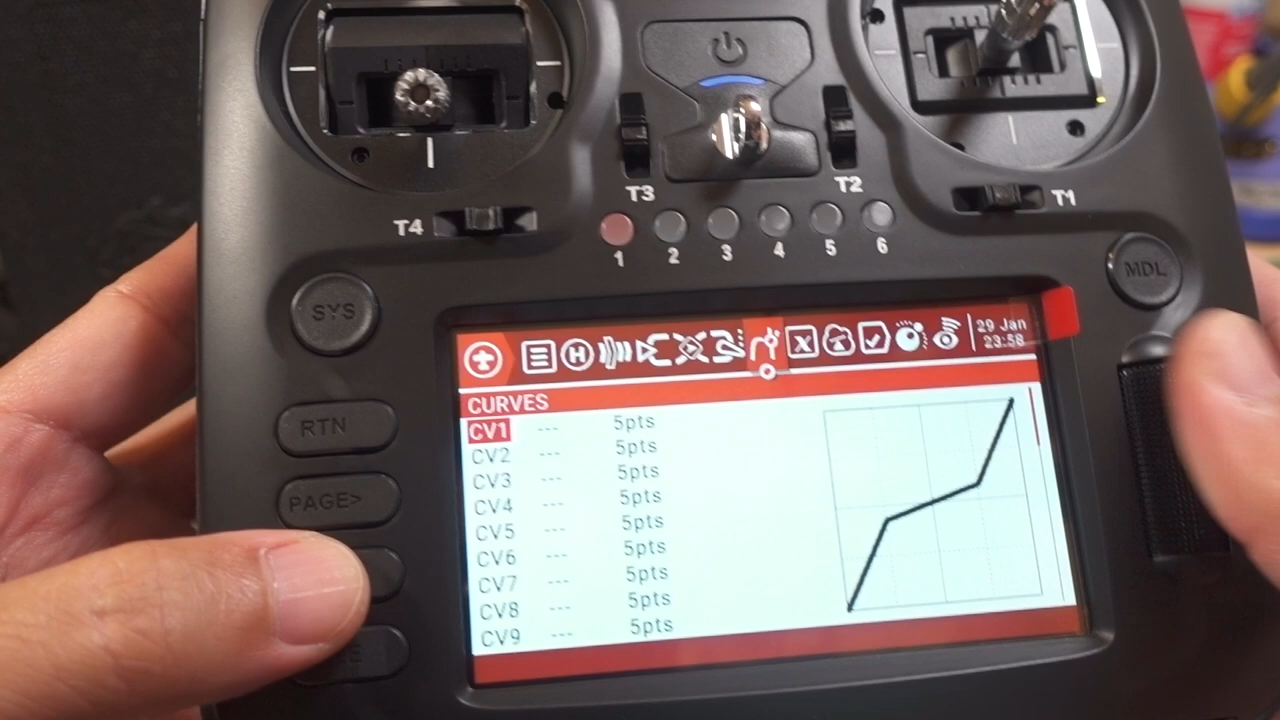 T3
T2
T4
T1
1 2 3 4 5 6
SYS
MDL
H
X
29 Jan
23:58
RTN
PAGE>
CURVES
CV1 --- 5pts
CV2 --- 5pts
CV3 --- 5pts
CV4 --- 5pts
CV5 --- 5pts
CV6 --- 5pts
CV7 --- 5pts
CV8 --- 5pts
CV9 --- 5pts